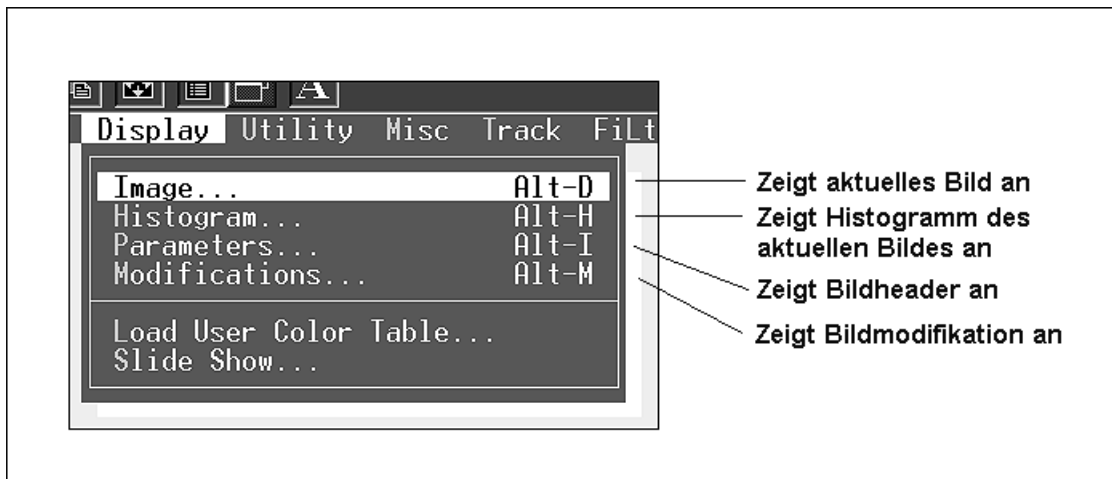 A
Display Utility Misc Track FiLt
Image... Alt-D
Histogram... Alt-H
Parameters... Alt-I
Modifications... Alt-M
Load User Color Table...
Slide Show...
Zeigt aktuelles Bild an
Zeigt Histogramm des
aktuellen Bildes an
Zeigt Bildheader an
Zeigt Bildmodifikation an